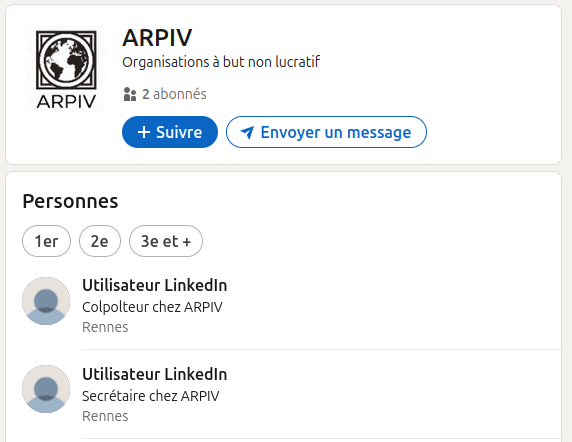 ARPIV
ARPIV
Organisations à but non lucratif
2 abonnés
+ Suivre
Envoyer un message
Personnes
1er
2e
3e et +
Utilisateur LinkedIn
Colpolteur chez ARPIV
Rennes
Utilisateur LinkedIn
Secrétaire chez ARPIV
Rennes